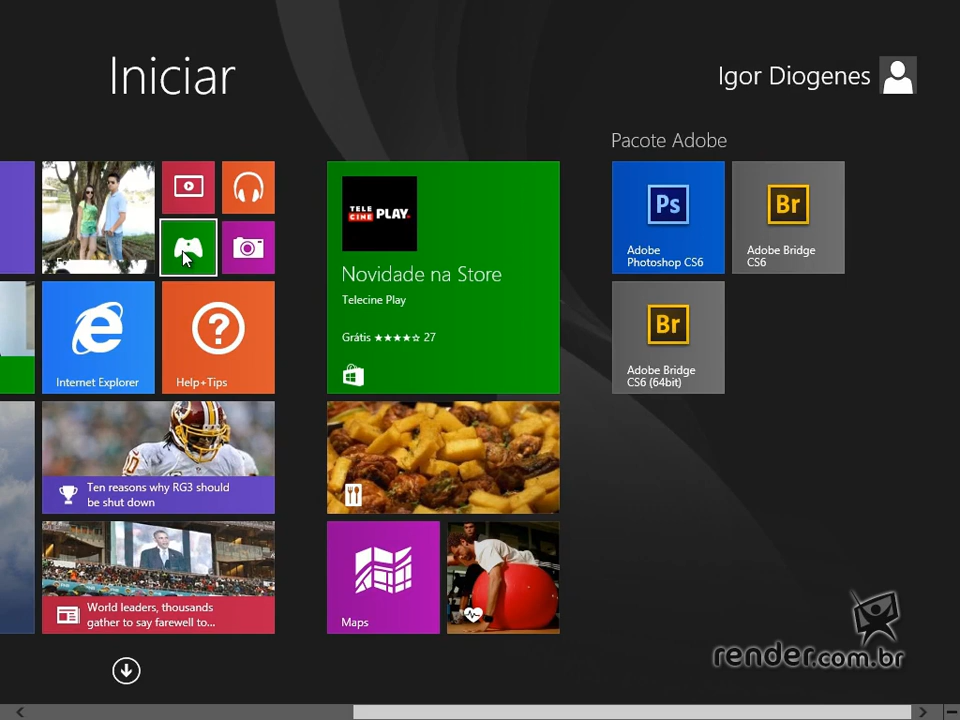 Iniciar
Igor Diogenes
Pacote Adobe
TELE
CINE PLAY.
Novidade na Store
Telecine Play
Grátis ★★★★☆ 27
Ps
Adobe
Photoshop CS6
Br
Adobe Bridge
CS6
Internet Explorer
Help+Tips
Br
Adobe Bridge
CS6 (64bit)
Ten reasons why RG3 should
be shut down
World leaders, thousands
gather to say farewell to...
Maps
render.com.br